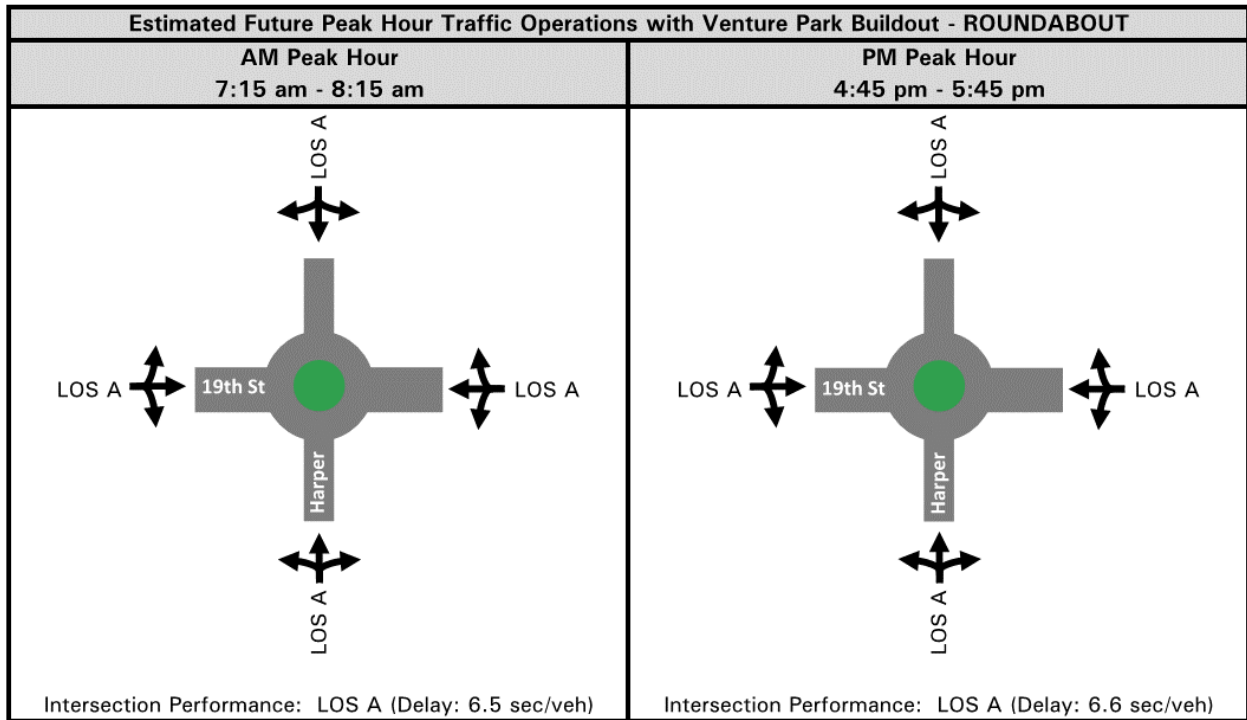 Estimated Future Peak Hour Traffic Operations with Venture Park Buildout - ROUNDABOUT
AM Peak Hour
7:15 am - 8:15 am
PM Peak Hour
4:45 pm - 5:45 pm
LOS A
LOS A
19th St
LOS A
Harper
LOS A
Intersection Performance: LOS A (Delay: 6.5 sec/veh)
LOS A
LOS A
19th St
LOS A
Harper
LOS A
Intersection Performance: LOS A (Delay: 6.6 sec/veh)